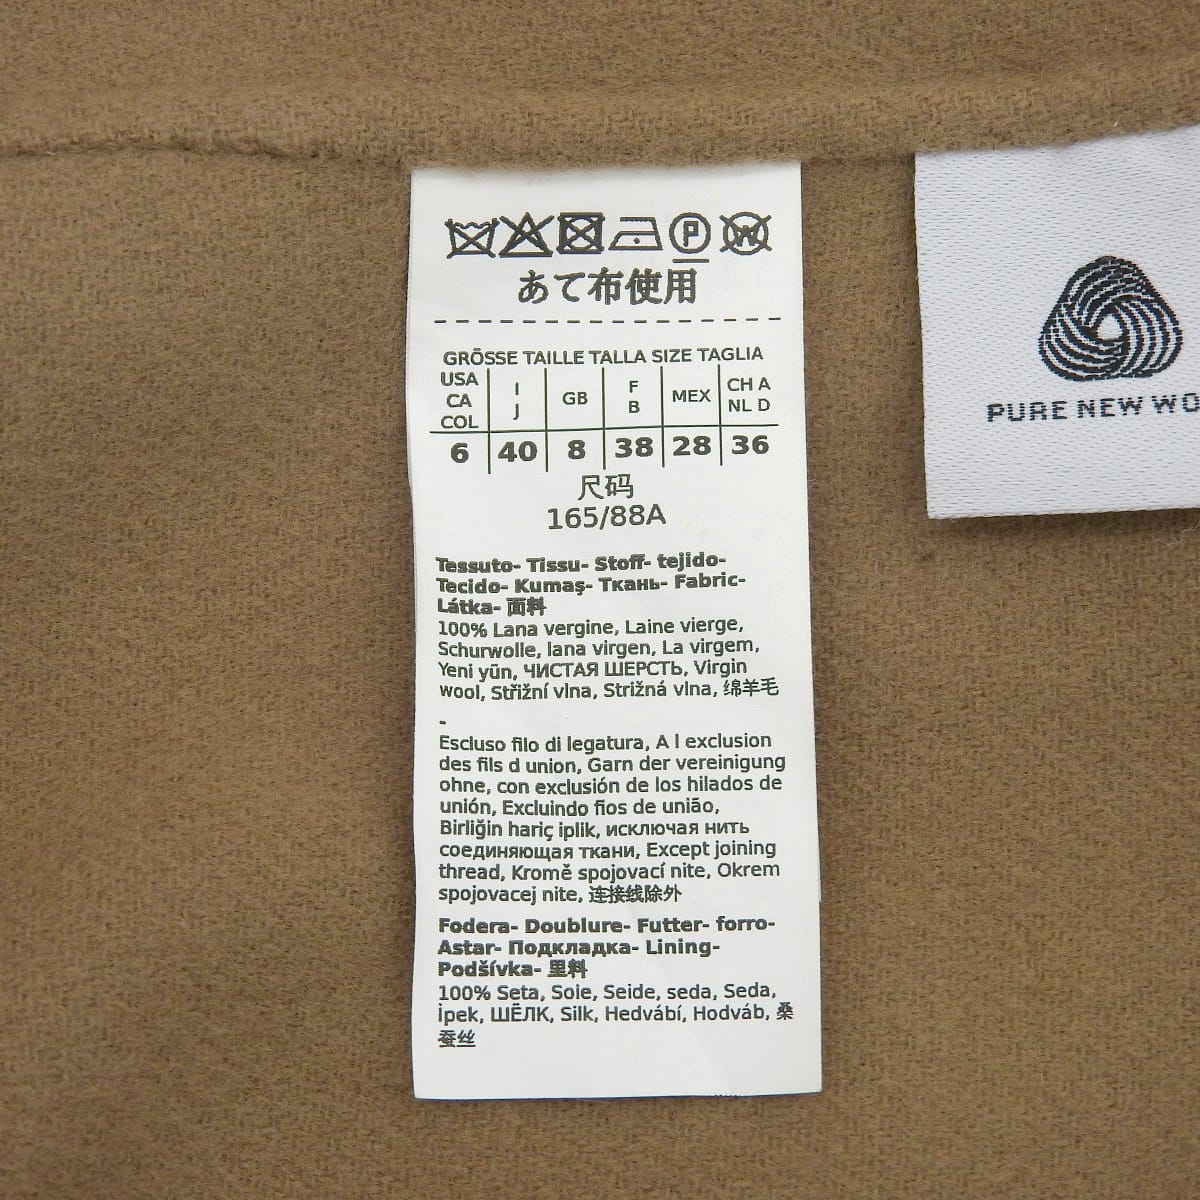 P W
あて布使用
GRÖSSE TAILLE TALLA SIZE TAGLIA
USA CA COL
I J
GB
F B
MEX
CH A NL D
6 40 8 38 28 36
尺码
165/88A
Tessuto- Tissu- Stoff- tejido-
Tecido- Kumaş- Ткань- Fabric-
Látka- 面料
100% Lana vergine, Laine vierge,
Schurwolle, lana virgen, La virgem,
Yeni yün, ЧИСТАЯ ШЕРСТЬ, Virgin
wool, Střižní vlna, Strižná vlna, 绵羊毛
-
Escluso filo di legatura, A l exclusion
des fils d union, Garn der vereinigung
ohne, con exclusión de los hilados de
unión, Excluindo fios de união,
Birliğin hariç iplik, исключая нить
соединяющая ткани, Except joining
thread, Kromě spojovací nite, Okrem
spojovacej nite, 连接线除外
Fodera- Doublure- Futter- forro-
Astar- Подкладка- Lining-
Podšívka- 里料
100% Seta, Soie, Seide, seda, Seda,
İpek, ШЁЛК, Silk, Hedvábí, Hodváb, 桑
蚕丝
PURE NEW WO